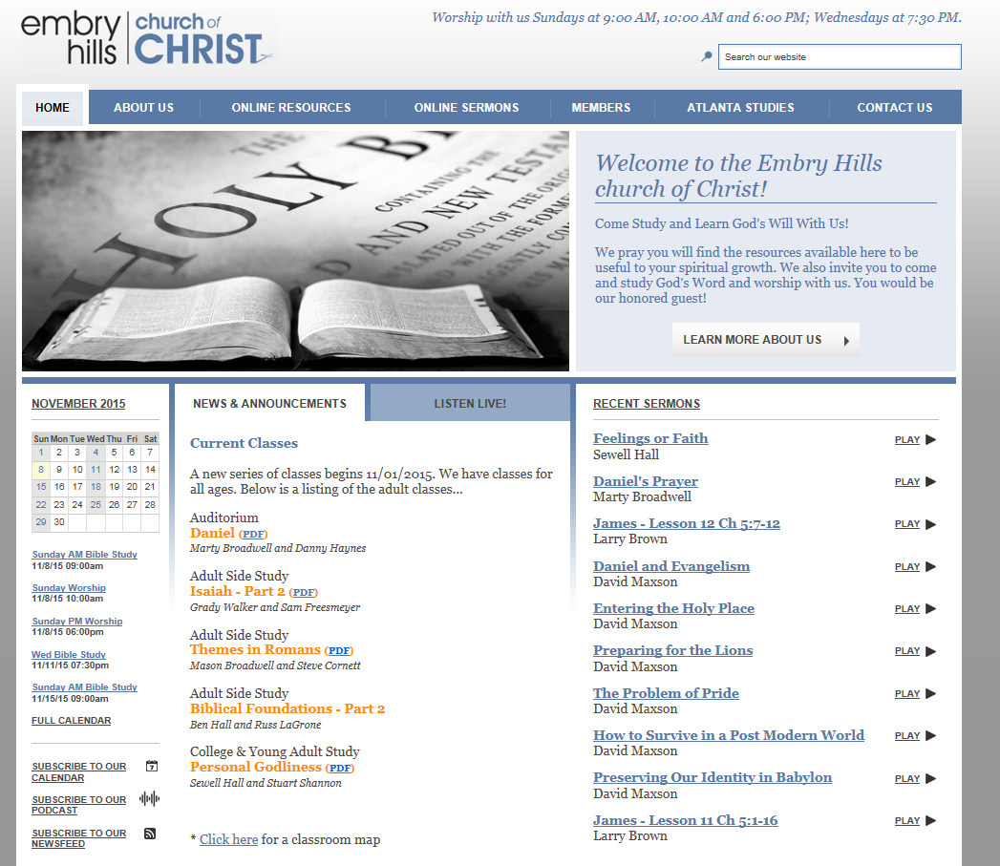 embry hills church of CHRIST
Worship with us Sundays at 9:00 AM, 10:00 AM and 6:00 PM; Wednesdays at 7:30 PM.
Search our website
HOME ABOUT US ONLINE RESOURCES ONLINE SERMONS MEMBERS ATLANTA STUDIES CONTACT US
THE
HOLY BI
CONTAINING THE
AND NEW TESTAM
TRANSLATED OUT OF THE ORIGI
AND WITH THE FORMER
DILIGENTLY COM
Welcome to the Embry Hills
church of Christ!
Come Study and Learn God's Will With Us!
We pray you will find the resources available here to be
useful to your spiritual growth. We also invite you to come
and study God's Word and worship with us. You would be
our honored guest!
LEARN MORE ABOUT US
NOVEMBER 2015
Sun Mon Tue Wed Thu Fri Sat
1 2 3 4 5 6 7
8 9 10 11 12 13 14
15 16 17 18 19 20 21
22 23 24 25 26 27 28
29 30
Sunday AM Bible Study
11/8/15 09:00am
Sunday Worship
11/8/15 10:00am
Sunday PM Worship
11/8/15 06:00pm
Wed Bible Study
11/11/15 07:30pm
Sunday AM Bible Study
11/15/15 09:00am
FULL CALENDAR
SUBSCRIBE TO OUR
CALENDAR
7
SUBSCRIBE TO OUR
PODCAST
SUBSCRIBE TO OUR
NEWSFEED
NEWS & ANNOUNCEMENTS
LISTEN LIVE!
Current Classes
A new series of classes begins 11/01/2015. We have classes for
all ages. Below is a listing of the adult classes...
Auditorium
Daniel (PDF)
Marty Broadwell and Danny Haynes
Adult Side Study
Isaiah - Part 2 (PDF)
Grady Walker and Sam Freesmeyer
Adult Side Study
Themes in Romans (PDF)
Mason Broadwell and Steve Cornett
Adult Side Study
Biblical Foundations - Part 2
Ben Hall and Russ LaGrone
College & Young Adult Study
Personal Godliness (PDF)
Sewell Hall and Stuart Shannon
* Click here for a classroom map
RECENT SERMONS
Feelings or Faith PLAY
Sewell Hall
Daniel's Prayer PLAY
Marty Broadwell
James - Lesson 12 Ch 5:7-12 PLAY
Larry Brown
Daniel and Evangelism PLAY
David Maxson
Entering the Holy Place PLAY
David Maxson
Preparing for the Lions PLAY
David Maxson
The Problem of Pride PLAY
David Maxson
How to Survive in a Post Modern World PLAY
David Maxson
Preserving Our Identity in Babylon PLAY
David Maxson
James - Lesson 11 Ch 5:1-16 PLAY
Larry Brown